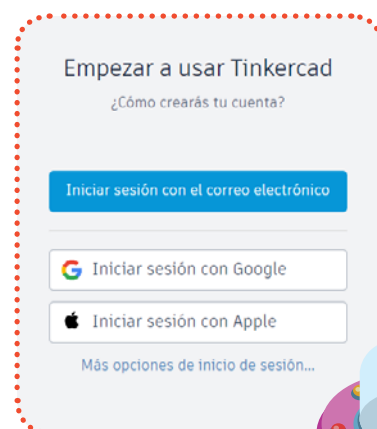 Empezar a usar Tinkercad
¿Cómo crearás tu cuenta?
Iniciar sesión con el correo electrónico
Iniciar sesión con Google
Iniciar sesión con Apple
Más opciones de inicio de sesión...